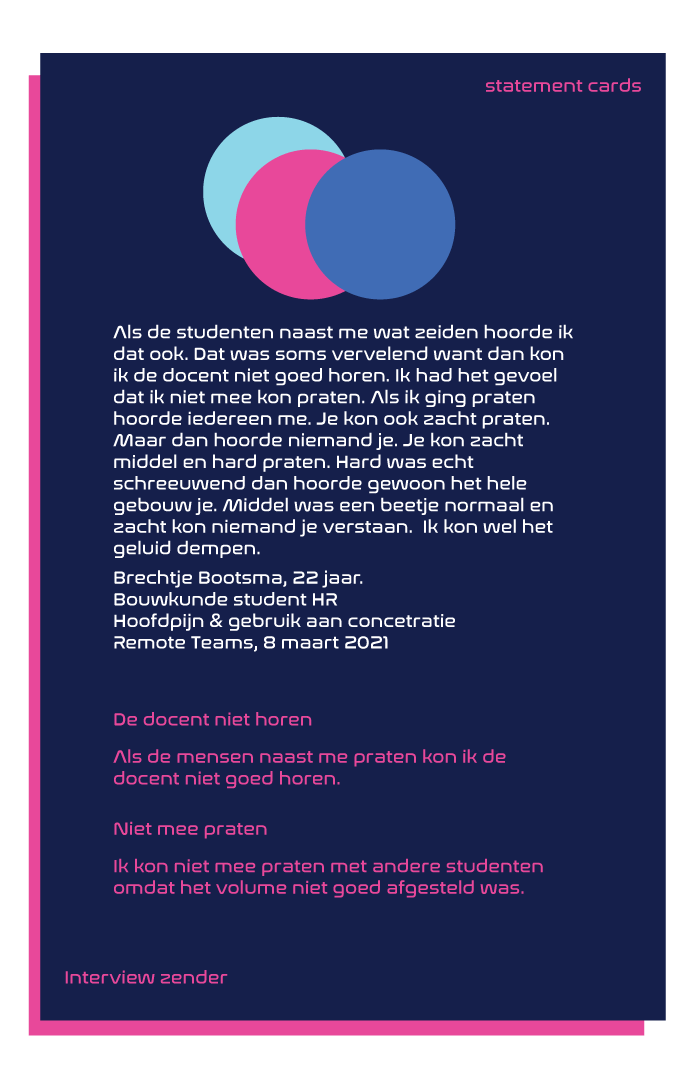 statement cards
Als de studenten naast me wat zeiden hoorde ik
dat ook. Dat was soms vervelend want dan kon
ik de docent niet goed horen. Ik had het gevoel
dat ik niet mee kon praten. Als ik ging praten
hoorde iedereen me. Je kon ook zacht praten.
Maar dan hoorde niemand je. Je kon zacht
middel en hard praten. Hard was echt
schreeuwend dan hoorde gewoon het hele
gebouw je. Middel was een beetje normaal en
zacht kon niemand je verstaan.  Ik kon wel het
geluid dempen.
Brechtje Bootsma, 22 jaar.
Bouwkunde student HR
Hoofdpijn & gebruik aan concetratie
Remote Teams, 8 maart 2021
De docent niet horen
Als de mensen naast me praten kon ik de
docent niet goed horen.
Niet mee praten
Ik kon niet mee praten met andere studenten
omdat het volume niet goed afgesteld was.
Interview zender